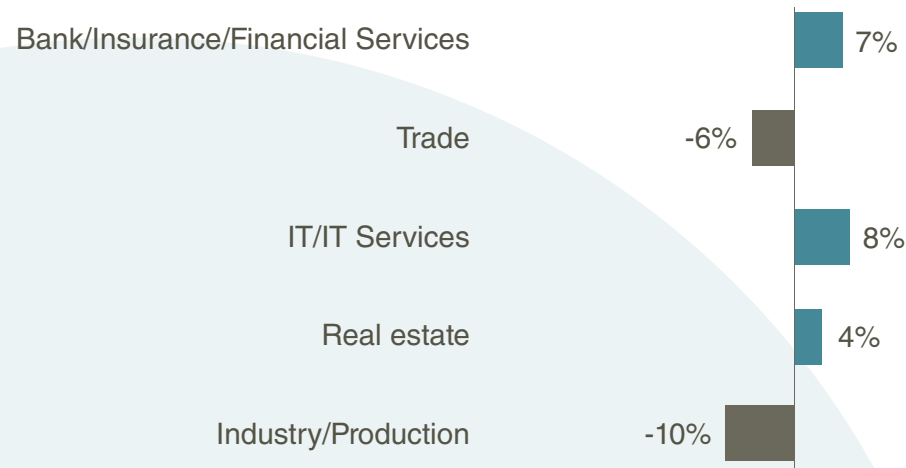 Bank/Insurance/Financial Services 7%
Trade -6%
IT/IT Services 8%
Real estate 4%
Industry/Production -10%